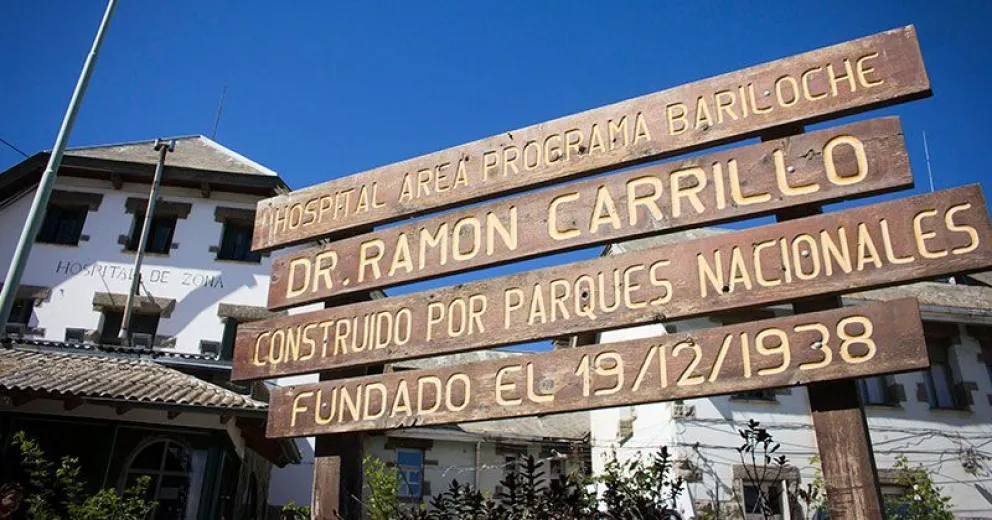 HOSPITAL AREA PROGRAMA BARILOCHE
DR. RAMON CARRILLO
CONSTRUIDO POR PARQUES NACIONALES
FUNDADO EL 19/12/1938
HOSPITAL DE ZONA